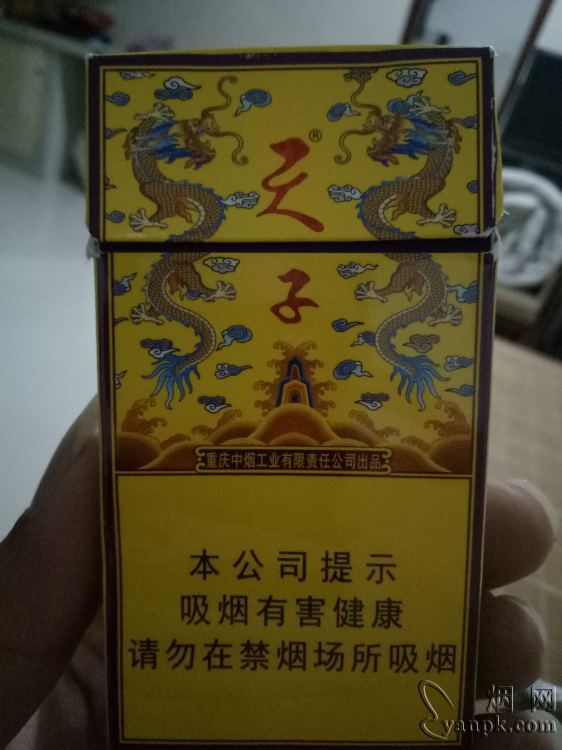 天®
子
重庆中烟工业有限责任公司出品
本公司提示
吸烟有害健康
请勿在禁烟场所吸烟
烟网
yanpk.com